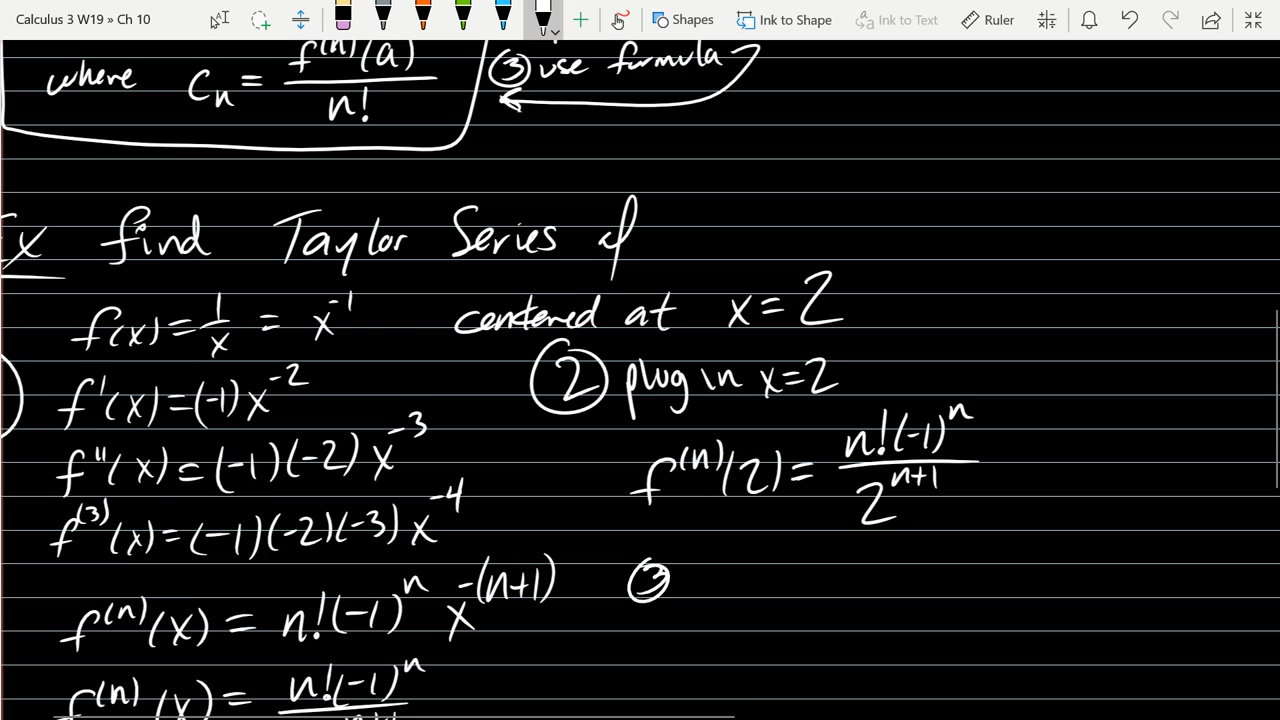 Calculus 3 W19 » Ch 10
Shapes Ink to Shape Ink to Text Ruler
where Cn = f^(n)(a) / n!
③ use formula
Ex find Taylor Series of
f(x) = 1/x = x^-1 centered at x = 2
② plug in x=2
f'(x) = (-1)x^-2
f''(x) = (-1)(-2)x^-3
f^(n)(2) = n!(-1)^n / 2^(n+1)
f^(3)(x) = (-1)(-2)(-3)x^-4
③
f^(n)(x) = n!(-1)^n x^-(n+1)
f^(n)(x) = n!(-1)^n